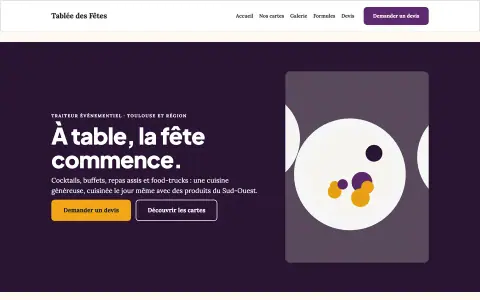 Tablée des Fêtes
Accueil Nos cartes Galerie Formules Devis Demander un devis
TRAITEUR ÉVÉNEMENTIEL · TOULOUSE ET RÉGION
À table, la fête
commence.
Cocktails, buffets, repas assis et food-trucks : une cuisine
généreuse, cuisinée le jour même avec des produits du Sud-Ouest.
Demander un devis Découvrir les cartes